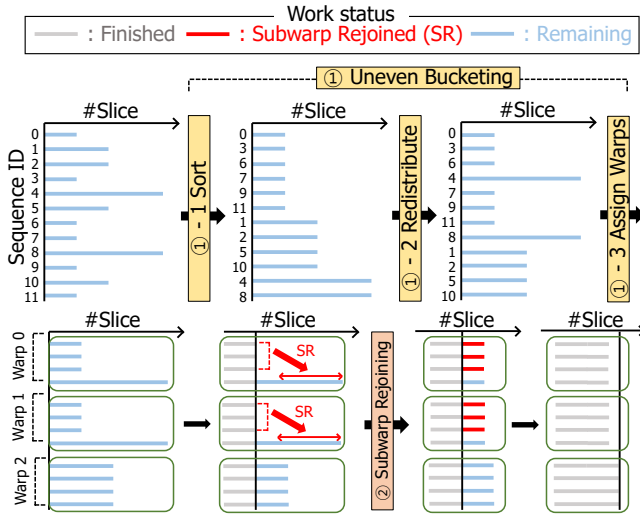 Work status
: Finished : Subwarp Rejoined (SR) : Remaining
① Uneven Bucketing
#Slice #Slice #Slice
Sequence ID
0
1
2
3
4
5
6
7
8
9
10
11
① - 1 Sort
0
3
6
7
9
11
1
2
5
10
4
8
① - 2 Redistribute
0
3
6
4
7
9
11
8
1
2
5
10
① - 3 Assign Warps
#Slice #Slice #Slice #Slice
Warp 0
Warp 1
Warp 2
SR
SR
② Subwarp Rejoining